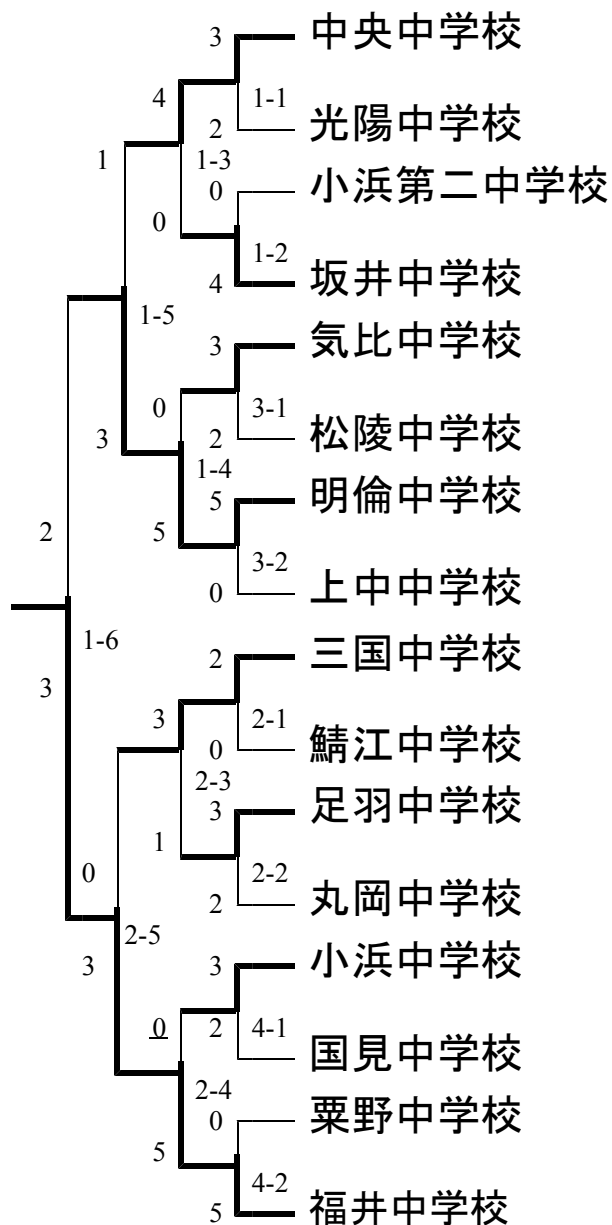 3 中央中学校
4 1-1
2 光陽中学校
1 1-3
0 小浜第二中学校
0 1-2
4 坂井中学校
1-5
3 気比中学校
0 3-1
3 2 松陵中学校
1-4
5 明倫中学校
2 5 3-2
0 上中中学校
1-6
2 三国中学校
3 3 2-1
0 鯖江中学校
2-3
3 足羽中学校
1 2-2
0 2 丸岡中学校
2-5
3 3 小浜中学校
0 2 4-1
国見中学校
2-4
0 粟野中学校
5 4-2
5 福井中学校